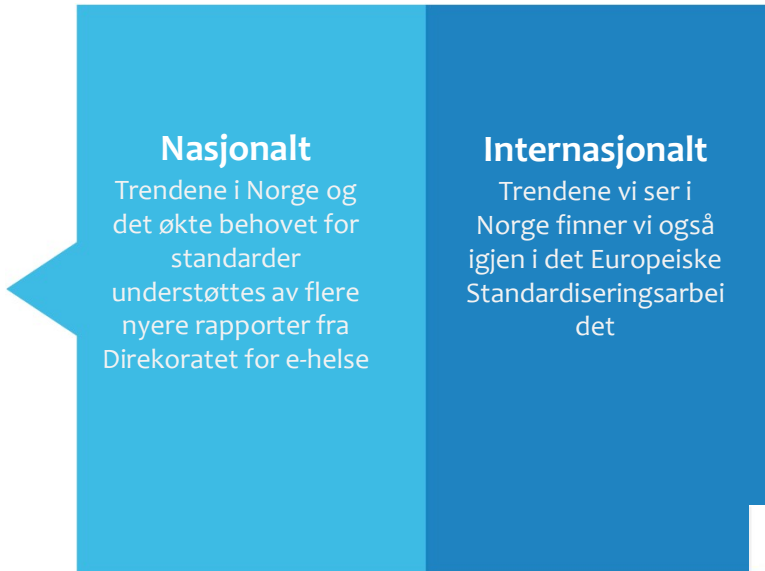 Nasjonalt
Trendene i Norge og
det økte behovet for
standarder
understøttes av flere
nyere rapporter fra
Direkoratet for e-helse
Internasjonalt
Trendene vi ser i
Norge finner vi også
igjen i det Europeiske
Standardiseringsarbei
det